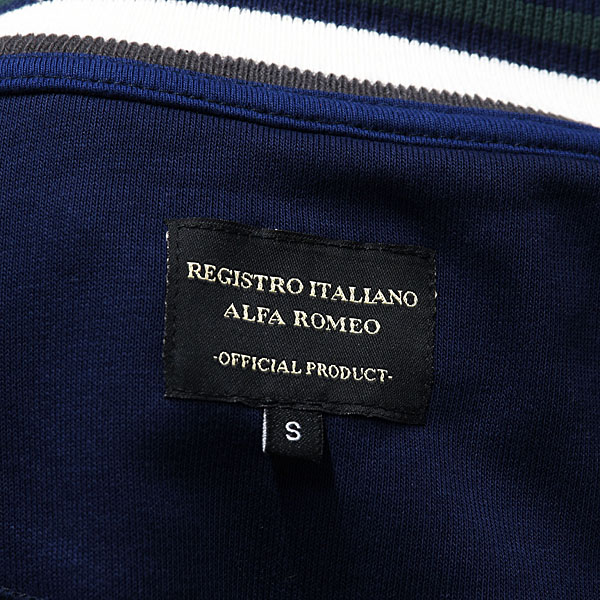 REGISTRO ITALIANO
ALFA ROMEO
-OFFICIAL PRODUCT-
S